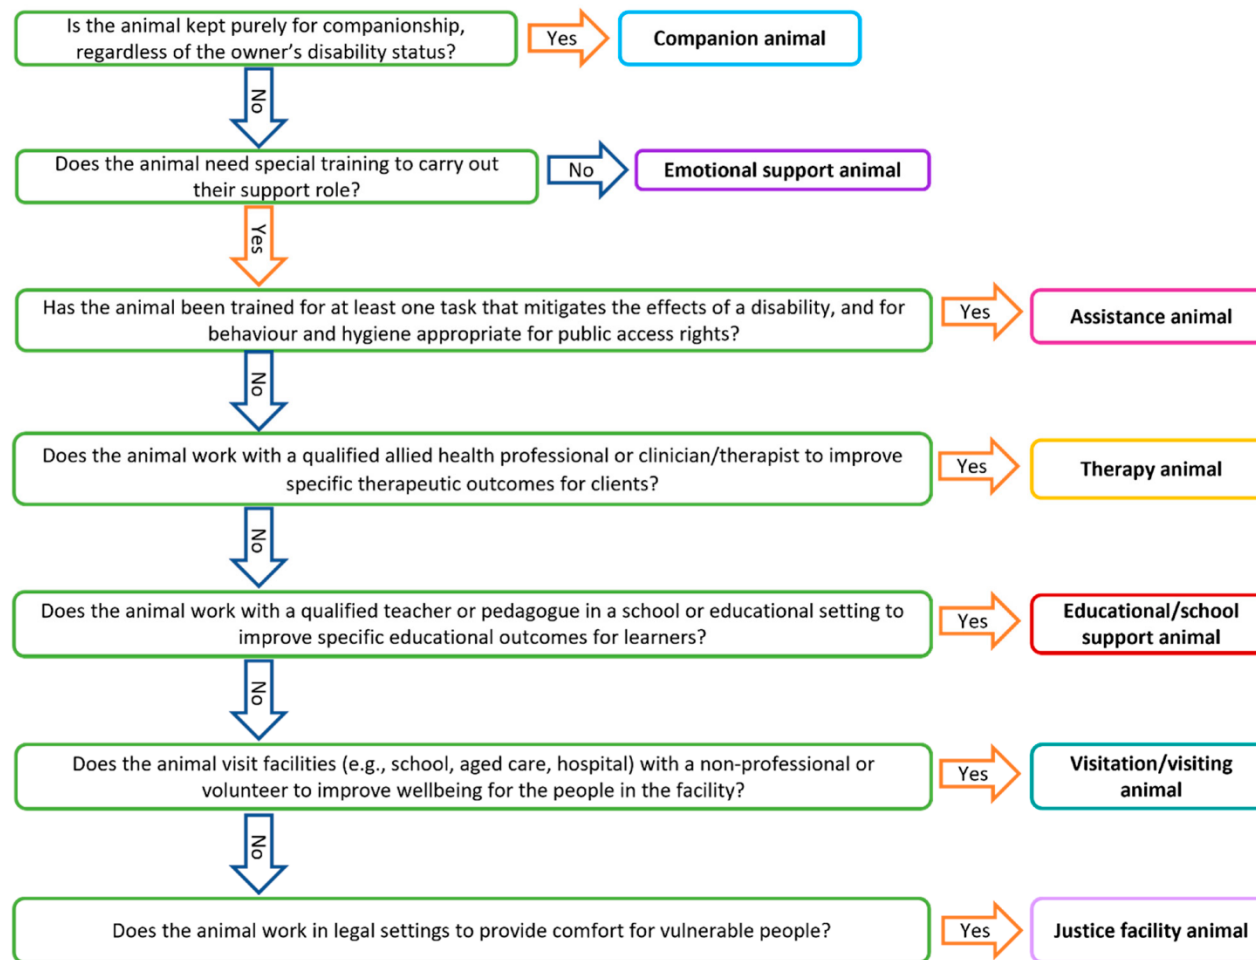 Is the animal kept purely for companionship,
regardless of the owner's disability status?
Yes
Companion animal
No
Does the animal need special training to carry out
their support role?
No
Emotional support animal
Yes
Has the animal been trained for at least one task that mitigates the effects of a disability, and for
behaviour and hygiene appropriate for public access rights?
Yes
Assistance animal
No
Does the animal work with a qualified allied health professional or clinician/therapist to improve
specific therapeutic outcomes for clients?
Yes
Therapy animal
No
Does the animal work with a qualified teacher or pedagogue in a school or educational setting to
improve specific educational outcomes for learners?
Yes
Educational/school
support animal
No
Does the animal visit facilities (e.g., school, aged care, hospital) with a non-professional or
volunteer to improve wellbeing for the people in the facility?
Yes
Visitation/visiting
animal
No
Does the animal work in legal settings to provide comfort for vulnerable people?
Yes
Justice facility animal